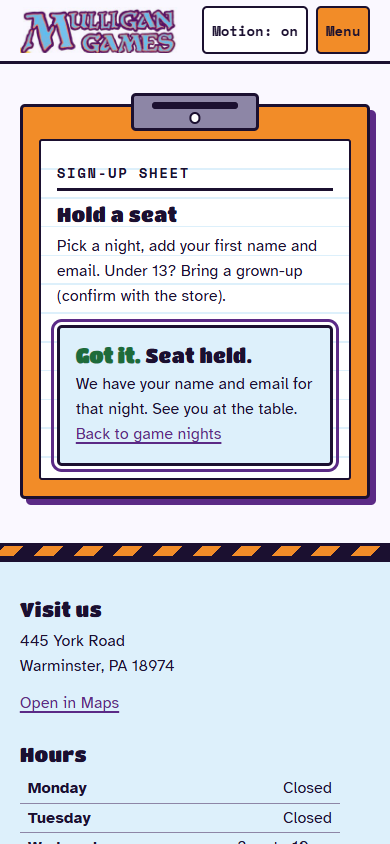 MULLIGAN
GAMES
Motion: on
Menu
SIGN-UP SHEET
Hold a seat
Pick a night, add your first name and
email. Under 13? Bring a grown-up
(confirm with the store).
Got it. Seat held.
We have your name and email for
that night. See you at the table.
Back to game nights
Visit us
445 York Road
Warminster, PA 18974
Open in Maps
Hours
Monday Closed
Tuesday Closed